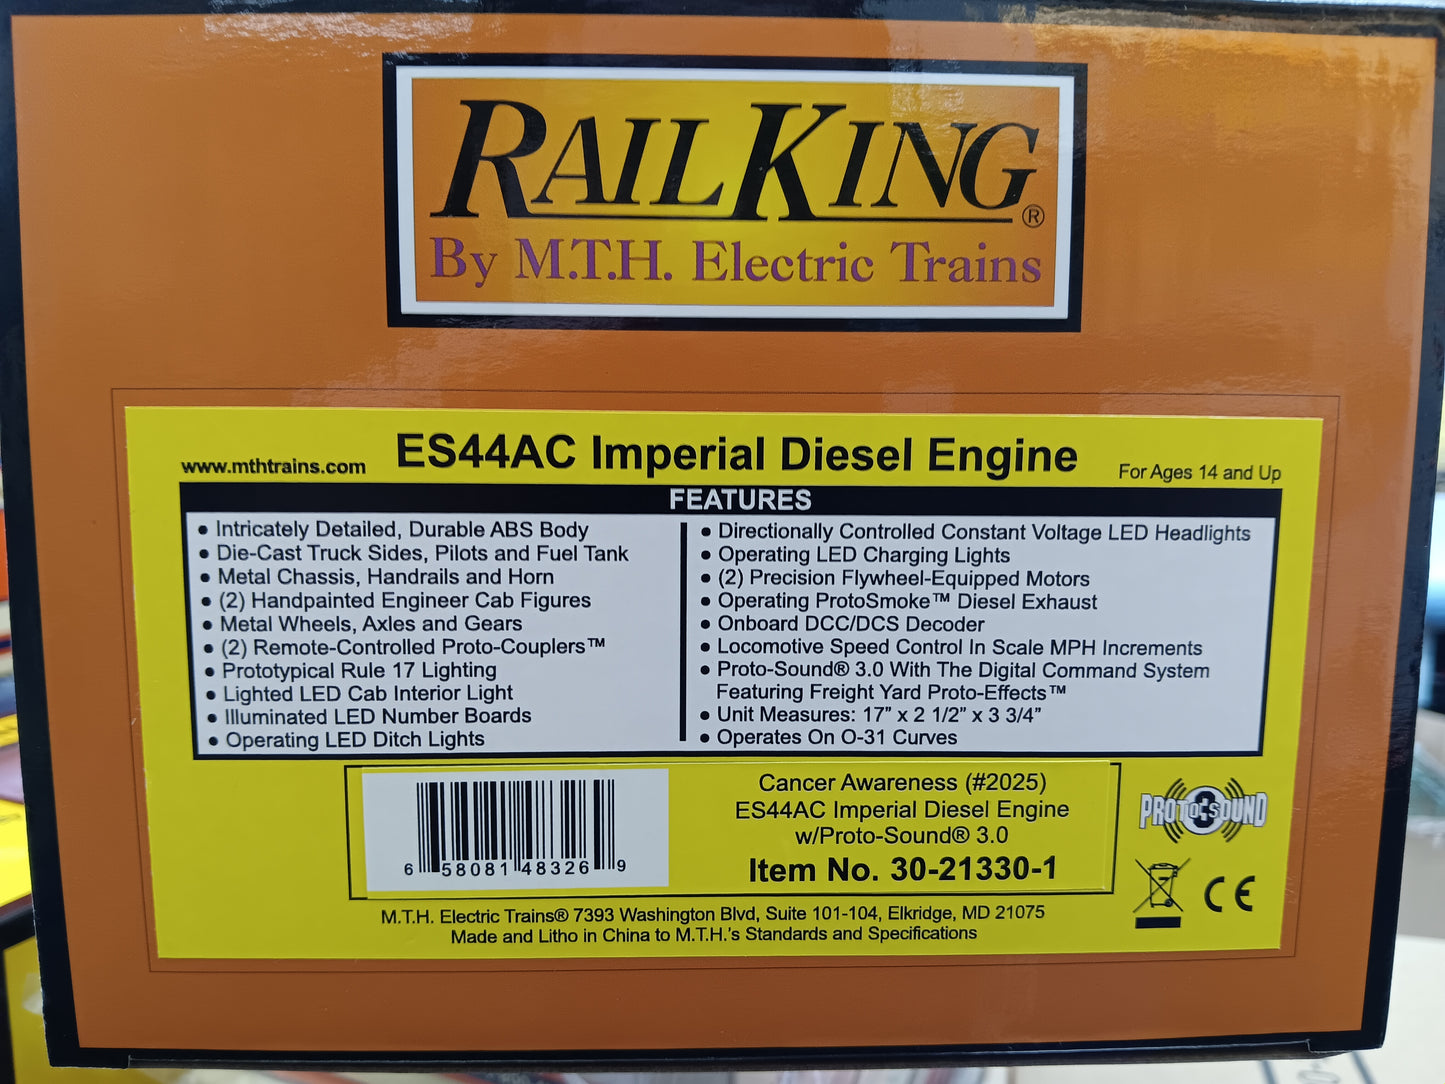 RAILKING®
By M.T.H. Electric Trains
www.mthtrains.com
ES44AC Imperial Diesel Engine
For Ages 14 and Up
FEATURES
• Intricately Detailed, Durable ABS Body
• Die-Cast Truck Sides, Pilots and Fuel Tank
• Metal Chassis, Handrails and Horn
• (2) Handpainted Engineer Cab Figures
• Metal Wheels, Axles and Gears
• (2) Remote-Controlled Proto-Couplers™
• Prototypical Rule 17 Lighting
• Lighted LED Cab Interior Light
• Illuminated LED Number Boards
• Operating LED Ditch Lights
• Directionally Controlled Constant Voltage LED Headlights
• Operating LED Charging Lights
• (2) Precision Flywheel-Equipped Motors
• Operating ProtoSmoke™ Diesel Exhaust
• Onboard DCC/DCS Decoder
• Locomotive Speed Control In Scale MPH Increments
• Proto-Sound® 3.0 With The Digital Command System
Featuring Freight Yard Proto-Effects™
• Unit Measures: 17” x 2 1/2” x 3 3/4”
• Operates On O-31 Curves
6 58081 48326 9
Cancer Awareness (#2025)
ES44AC Imperial Diesel Engine
w/Proto-Sound® 3.0
Item No. 30-21330-1
PROTO-SOUND 3
CE
M.T.H. Electric Trains® 7393 Washington Blvd, Suite 101-104, Elkridge, MD 21075
Made and Litho in China to M.T.H.'s Standards and Specifications